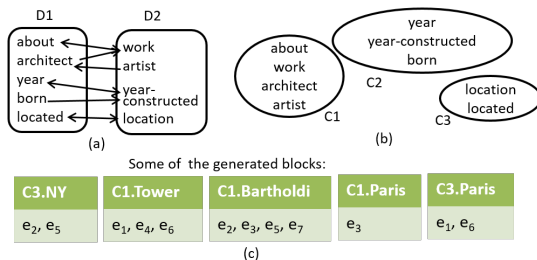 D1
D2
about
architect
year
born
located
work
artist
year-
constructed
location
(a)
about
work
architect
artist
C1
year
year-constructed
born
C2
location
located
C3
(b)
Some of the generated blocks:
C3.NY
C1.Tower
C1.Bartholdi
C1.Paris
C3.Paris
e2, e5
e1, e4, e6
e2, e3, e5, e7
e3
e1, e6
(c)